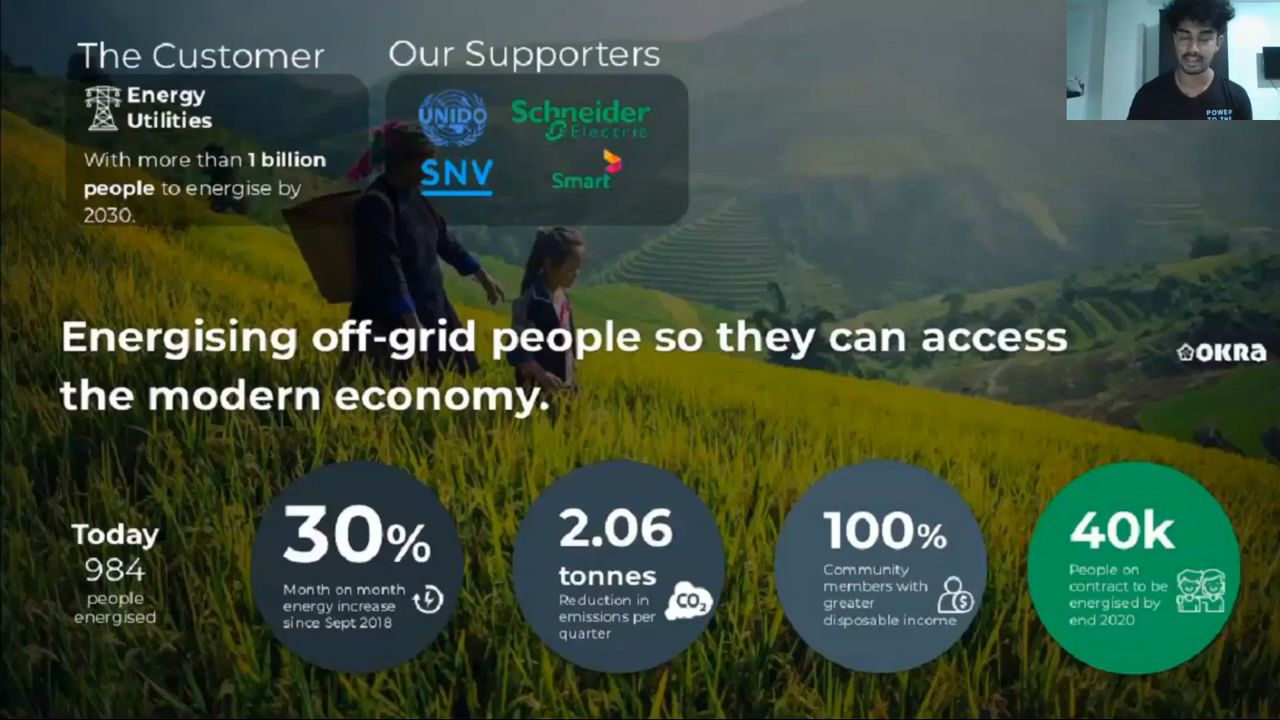 The Customer
Energy
Utilities
With more than 1 billion
people to energise by
2030.
Our Supporters
UNIDO
Schneider
Electric
SNV
Smart
POWER
TO THE
Energising off-grid people so they can access
the modern economy.
OKRA
Today
984
people
energised
30%
Month on month
energy increase
since Sept 2018
2.06
tonnes
Reduction in
emissions per
quarter
CO2
100%
Community
members with
greater
disposable income
$
40k
People on
contract to be
energised by
end 2020